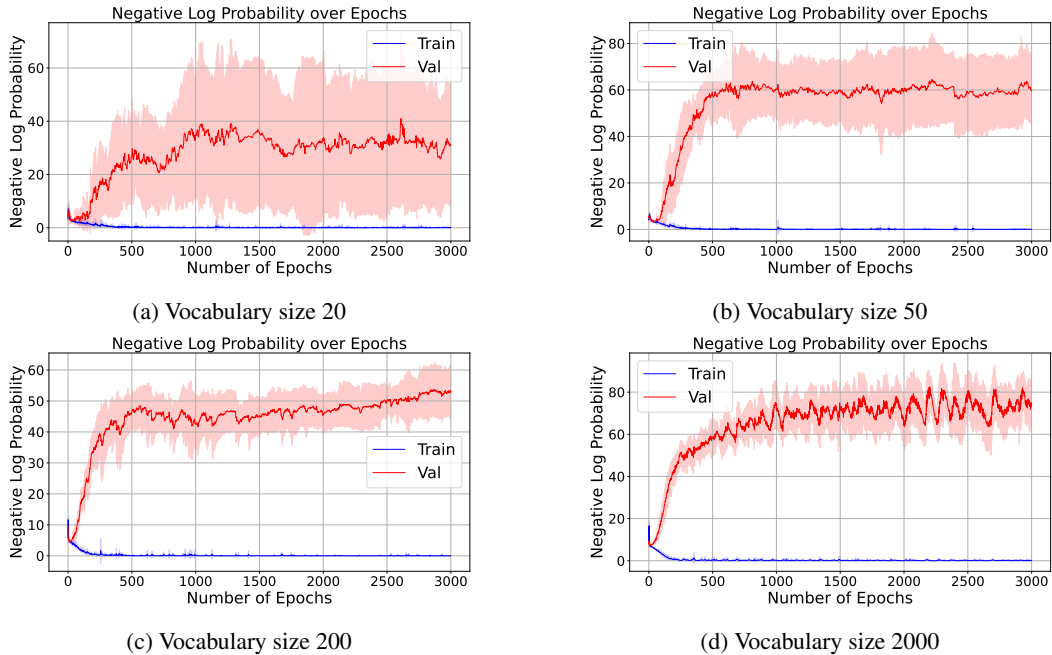 Negative Log Probability over Epochs
Negative Log Probability
60
40
20
0
Train
Val
0 500 1000 1500 2000 2500 3000
Number of Epochs
(a) Vocabulary size 20
Negative Log Probability over Epochs
Negative Log Probability
80
60
40
20
0
Train
Val
0 500 1000 1500 2000 2500 3000
Number of Epochs
(b) Vocabulary size 50
Negative Log Probability over Epochs
Negative Log Probability
60
50
40
30
20
10
0
Train
Val
0 500 1000 1500 2000 2500 3000
Number of Epochs
(c) Vocabulary size 200
Negative Log Probability over Epochs
Negative Log Probability
80
60
40
20
0
Train
Val
0 500 1000 1500 2000 2500 3000
Number of Epochs
(d) Vocabulary size 2000